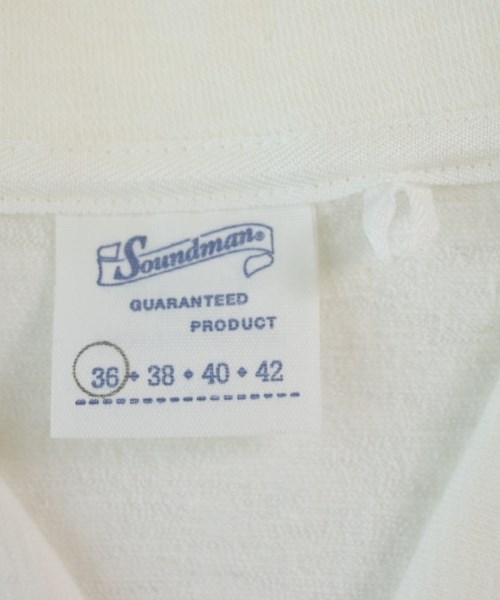 Soundman®
GUARANTEED
PRODUCT
36 • 38 • 40 • 42